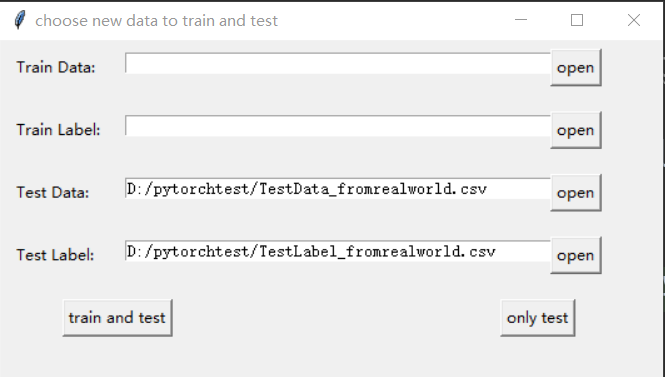 choose new data to train and test
Train Data: open
Train Label: open
Test Data: D:/pytorchtest/TestData_fromrealworld.csv open
Test Label: D:/pytorchtest/TestLabel_fromrealworld.csv open
train and test only test